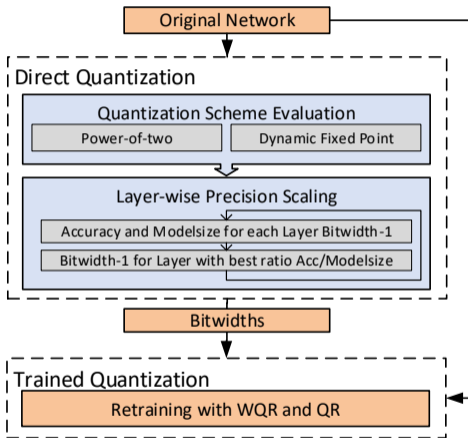 Original Network
Direct Quantization
Quantization Scheme Evaluation
Power-of-two
Dynamic Fixed Point
Layer-wise Precision Scaling
Accuracy and Modelsize for each Layer Bitwidth-1
Bitwidth-1 for Layer with best ratio Acc/Modelsize
Bitwidths
Trained Quantization
Retraining with WQR and QR